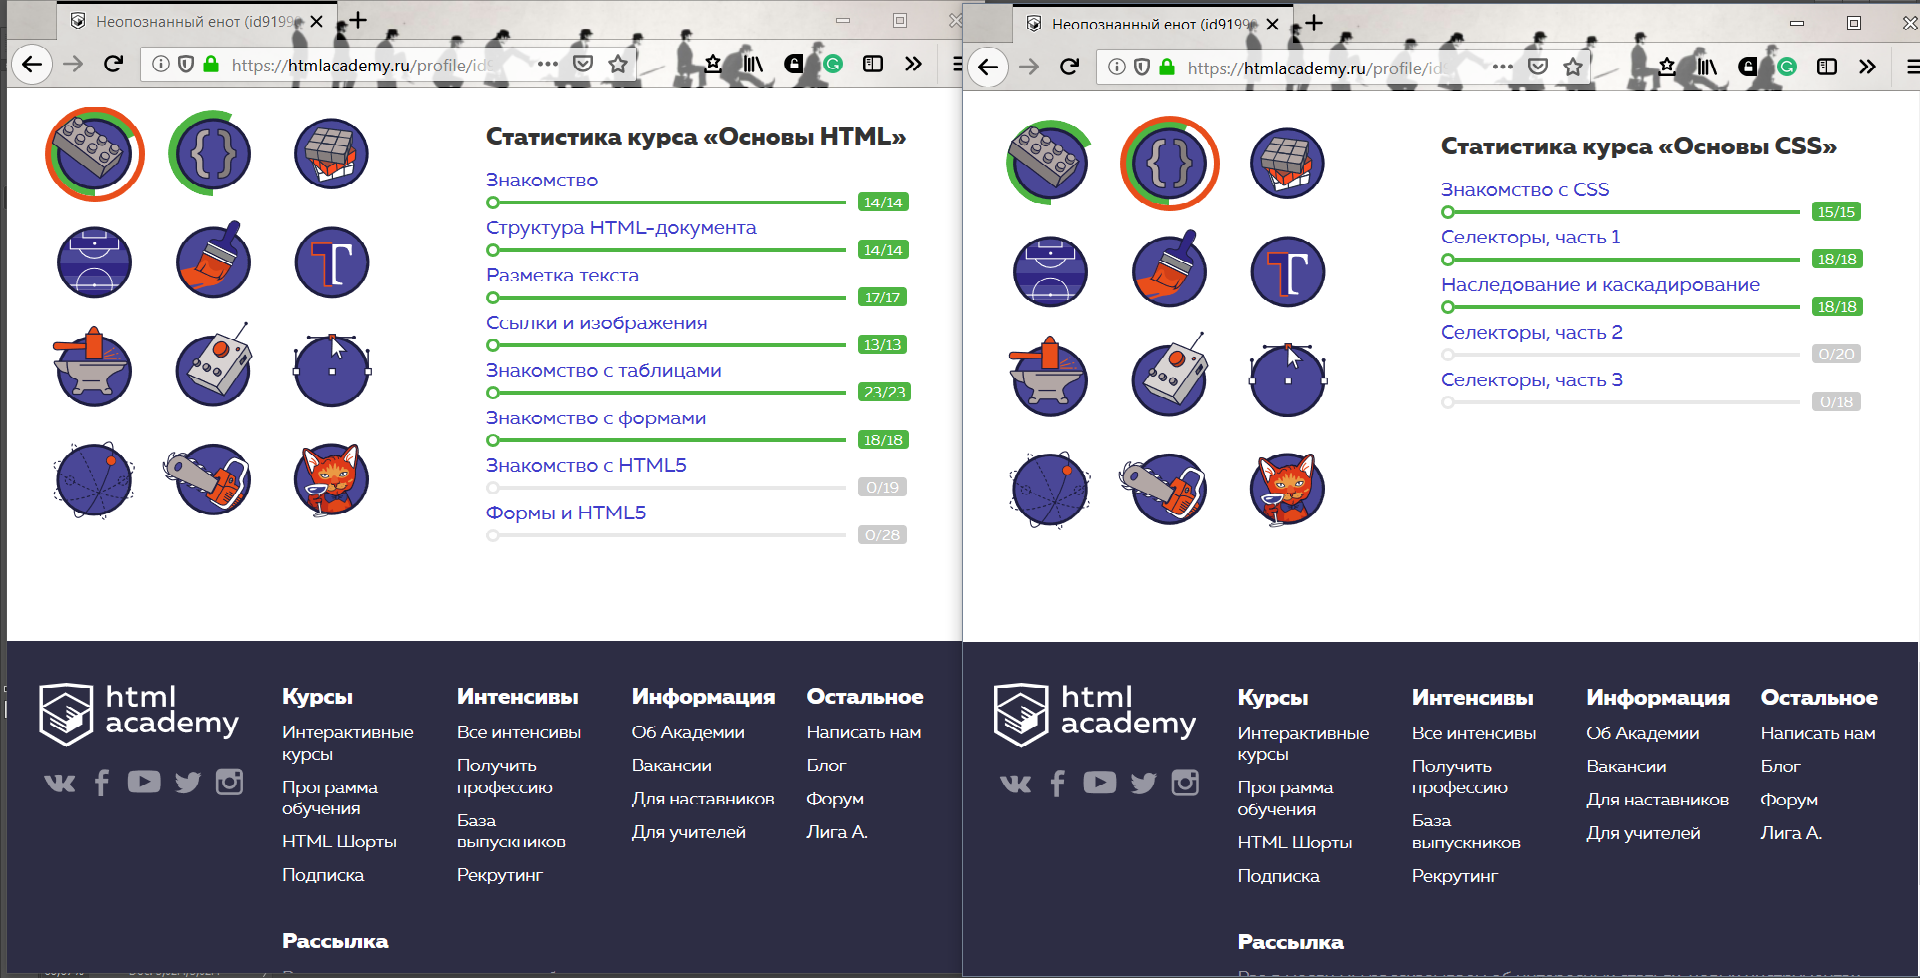 Неопознанный енот (id9199
https://htmlacademy.ru/profile/id
Статистика курса «Основы HTML»
Знакомство
14/14
Структура HTML-документа
14/14
Разметка текста
17/17
Ссылки и изображения
13/13
Знакомство с таблицами
23/23
Знакомство с формами
18/18
Знакомство с HTML5
0/19
Формы и HTML5
0/28
html
academy
Курсы
Интерактивные
курсы
Программа
обучения
HTML Шорты
Подписка
Интенсивы
Все интенсивы
Получить
профессию
База
выпускников
Рекрутинг
Информация
Об Академии
Вакансии
Для наставников
Для учителей
Остальное
Написать нам
Блог
Форум
Лига А.
Рассылка
Неопознанный енот (id9199
https://htmlacademy.ru/profile/id
Статистика курса «Основы CSS»
Знакомство с CSS
15/15
Селекторы, часть 1
18/18
Наследование и каскадирование
18/18
Селекторы, часть 2
0/20
Селекторы, часть 3
0/18
html
academy
Курсы
Интерактивные
курсы
Программа
обучения
HTML Шорты
Подписка
Интенсивы
Все интенсивы
Получить
профессию
База
выпускников
Рекрутинг
Информация
Об Академии
Вакансии
Для наставников
Для учителей
Остальное
Написать нам
Блог
Форум
Лига А.
Рассылка